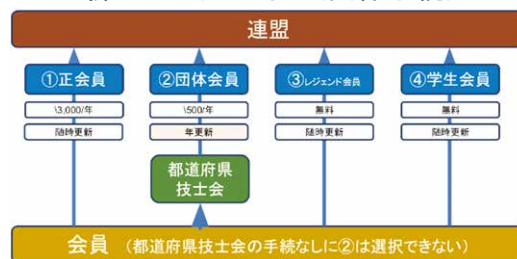 連盟
①正会員
②団体会員
③レジェンド会員
④学生会員
\3,000/年
\500/年
無料
無料
随時更新
年更新
随時更新
随時更新
都道府県
技士会
会員（都道府県技士会の手続なしに②は選択できない）